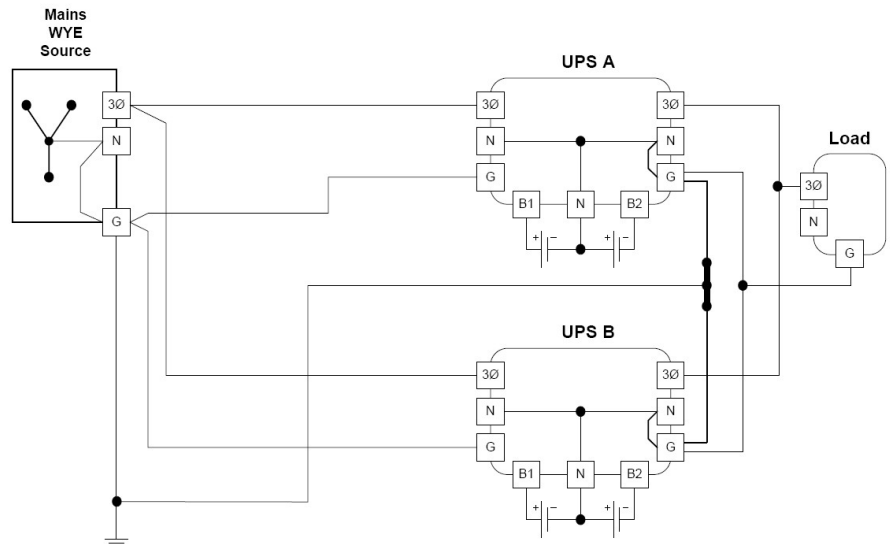 Mains
WYE
Source
UPS A
3Ø
3Ø
3Ø
N
N
N
Load
G
G
3Ø
B1
N
B2
N
G
+ − + −
G
UPS B
3Ø
3Ø
N
N
G
G
B1
N
B2
+ − + −